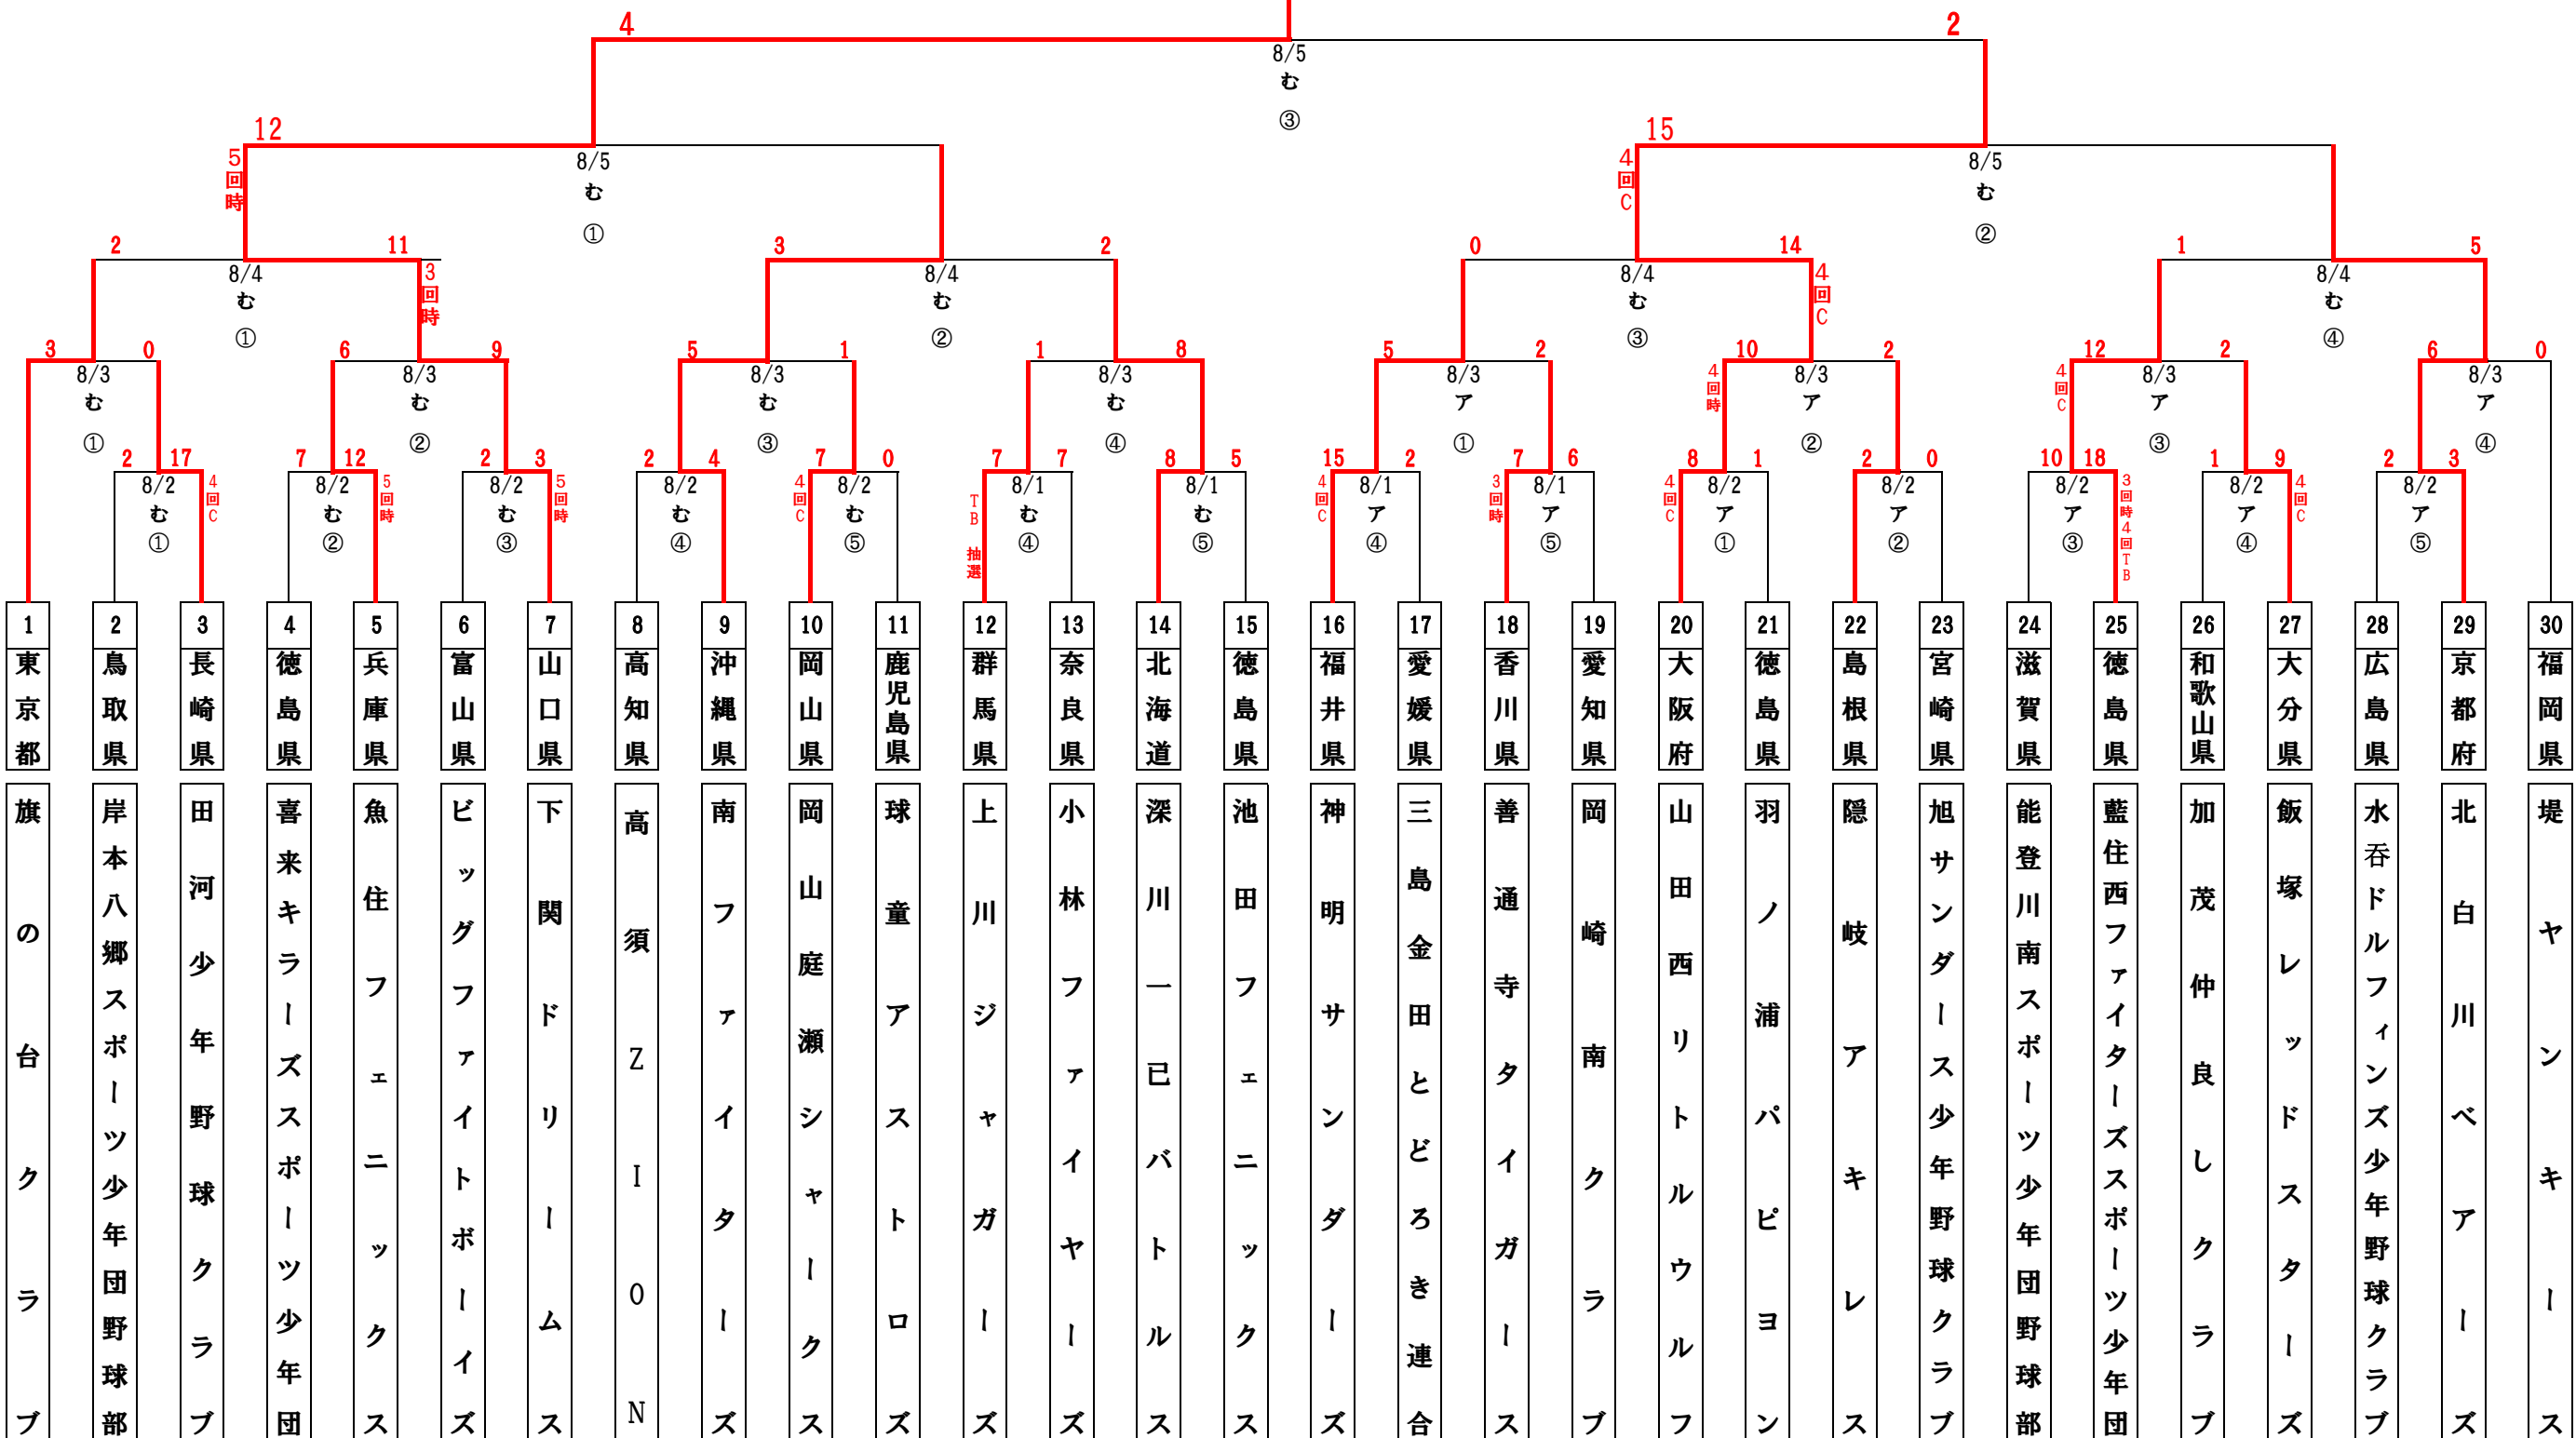 4 2
8/5
む
③
12 15
5回時 4回C
8/5 8/5
む む
① ②
2 11 3 2 0 14 1 5
8/4 8/4 8/4 8/4
む む む む
① ② ③ ④
3回時 4回C
3 0 6 9 5 1 1 8 5 2 10 2 12 2 6 0
8/3 8/3 8/3 8/3 8/3 8/3 8/3 8/3
む む む む ア ア ア ア
① ② ③ ④ ① ② ③ ④
4回時 4回C
2 17 7 12 2 3 2 4 7 0 7 7 8 5 15 2 7 6 8 1 2 0 10 18 1 9 2 3
8/2 8/2 8/2 8/2 8/2 8/1 8/1 8/1 8/1 8/2 8/2 8/2 8/2 8/2
む む む む む む む ア ア ア ア ア ア ア
① ② ③ ④ ⑤ ④ ⑤ ④ ⑤ ① ② ③ ④ ⑤
4回C 5回時 5回時 4回C TB 抽選 4回C 3回時 4回C 3回時4回TB 4回C
1 東京都 旗の台クラブ
2 鳥取県 岸本八郷スポーツ少年団野球部
3 長崎県 田河少年野球クラブ
4 徳島県 喜来キラーズスポーツ少年団
5 兵庫県 魚住フェニックス
6 富山県 ビッグファイトボーイズ
7 山口県 下関ドリームス
8 高知県 高須ZION
9 沖縄県 南ファイターズ
10 岡山県 岡山庭瀬シャークス
11 鹿児島県 球童アストロズ
12 群馬県 上川ジャガーズ
13 奈良県 小林ファイヤーズ
14 北海道 深川一已バトルス
15 徳島県 池田フェニックス
16 福井県 神明サンダーズ
17 愛媛県 三島金田とどろき連合
18 香川県 善通寺タイガース
19 愛知県 岡崎南クラブ
20 大阪府 山田西リトルウルフ
21 徳島県 羽ノ浦パピヨン
22 島根県 隠岐アキレス
23 宮崎県 旭サンダース少年野球クラブ
24 滋賀県 能登川南スポーツ少年団野球部
25 徳島県 藍住西ファイターズスポーツ少年団
26 和歌山県 加茂仲良しクラブ
27 大分県 飯塚レッドスターズ
28 広島県 水呑ドルフィンズ少年野球クラブ
29 京都府 北白川ベアーズ
30 福岡県 堤ヤンキース